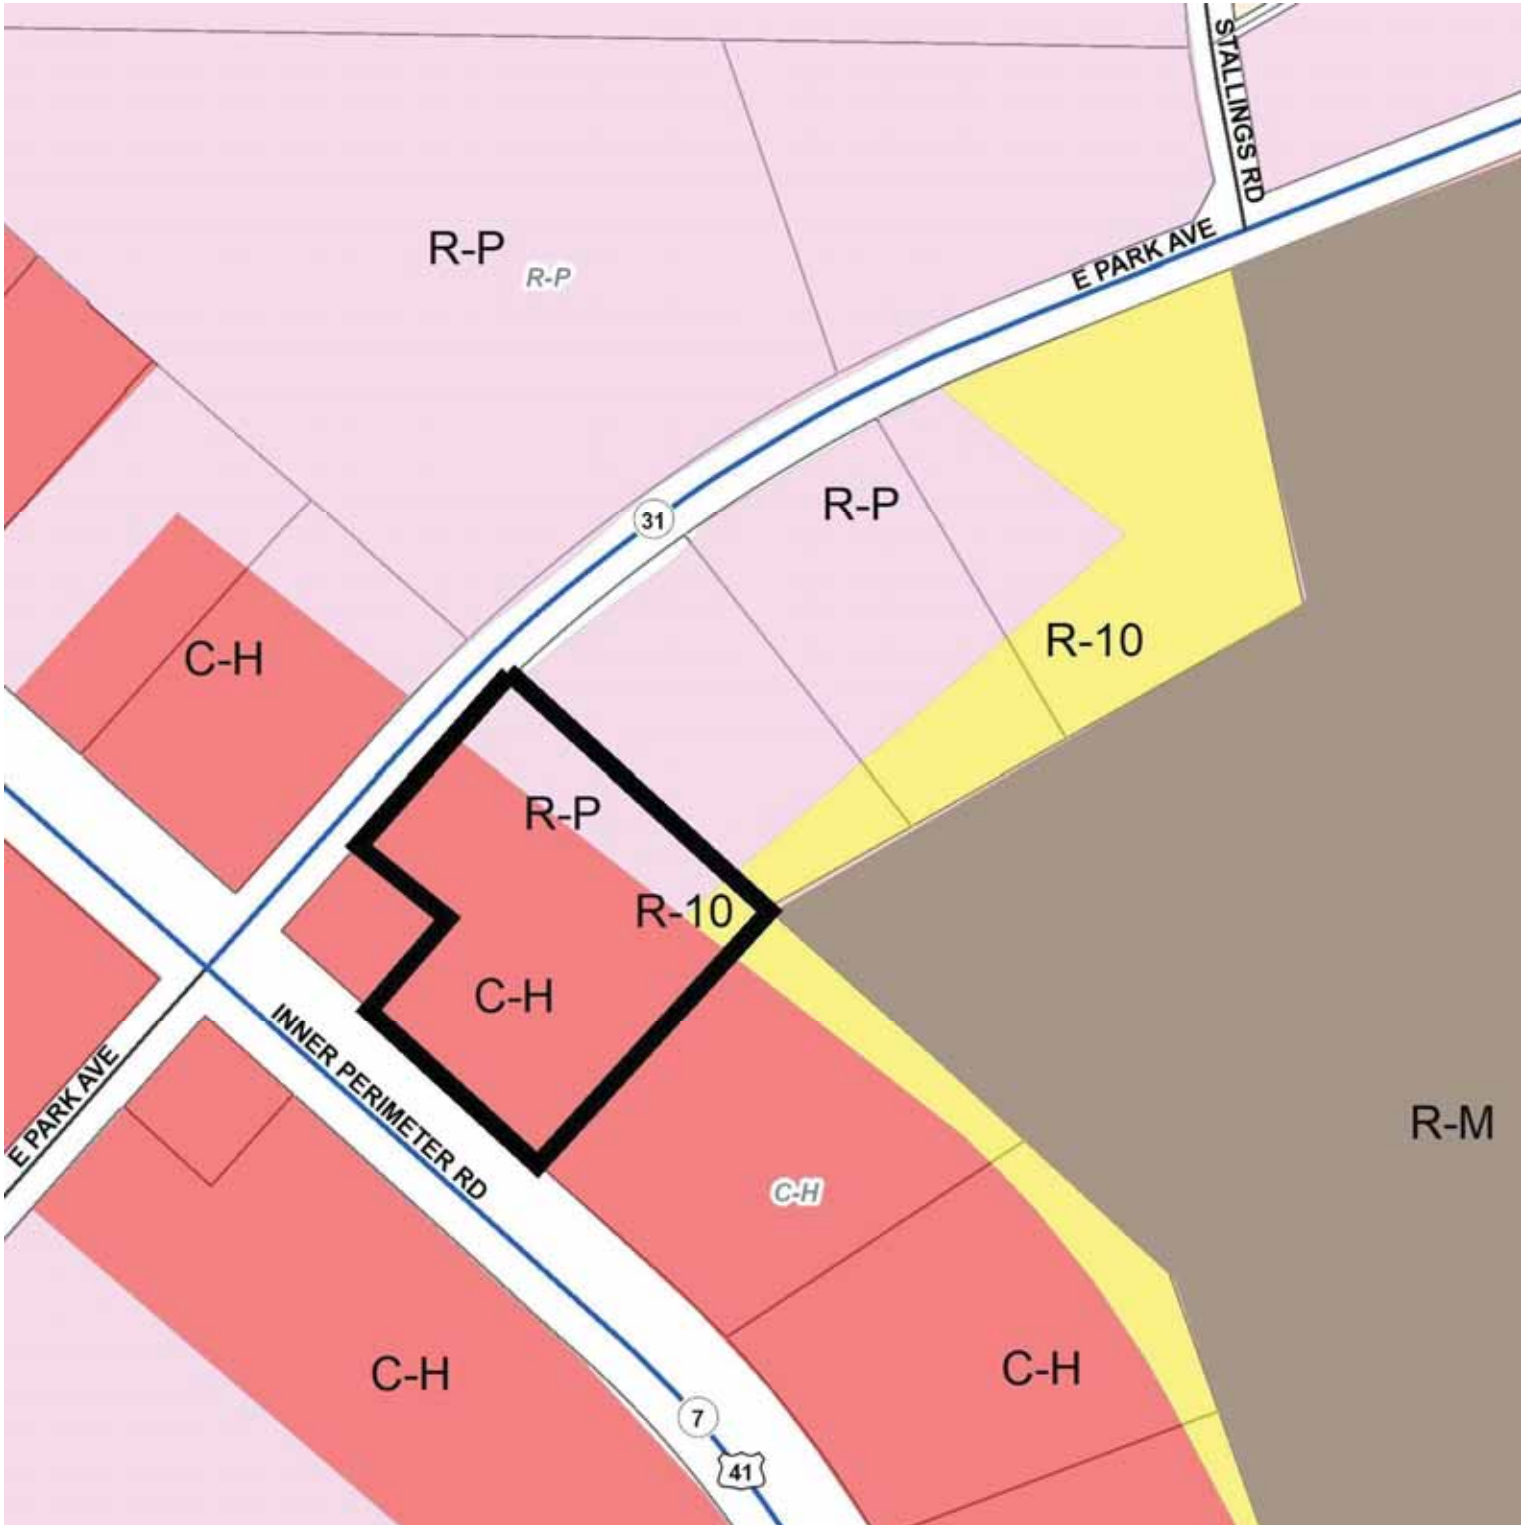 STALLINGS RD
R-P
R-P
E PARK AVE
R-P
31
R-10
C-H
R-P
R-10
C-H
INNER PERIMETER RD
E PARK AVE
R-M
C-H
C-H
C-H
7
41